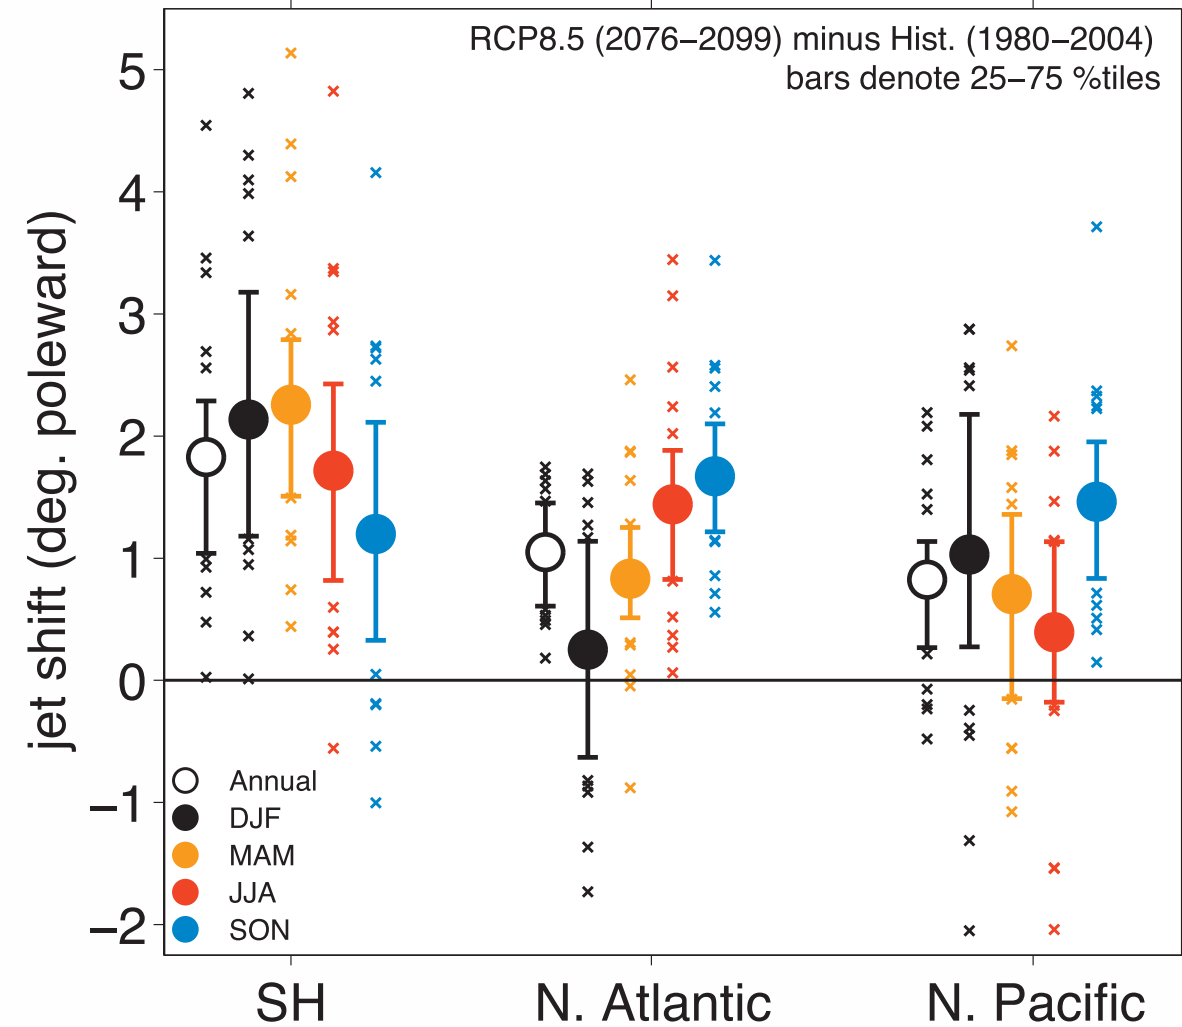 RCP8.5 (2076−2099) minus Hist. (1980−2004)
bars denote 25−75 %tiles
jet shift (deg. poleward)
5
4
3
2
1
0
−1
−2
Annual
DJF
MAM
JJA
SON
SH
N. Atlantic
N. Pacific